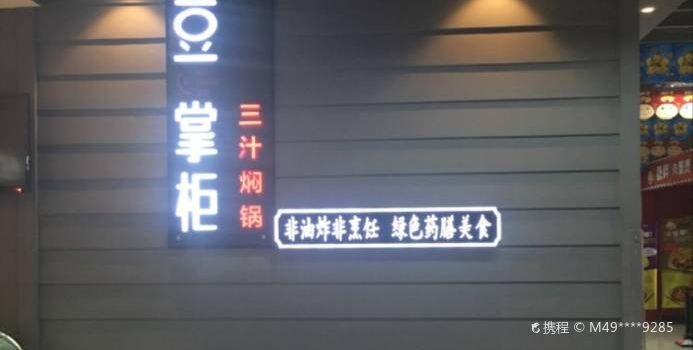 豆掌柜
三汁焖锅
非油炸非烹饪 绿色药膳美食
携程 © M49****9285